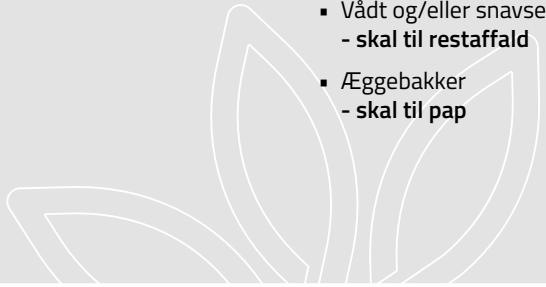 ▪ Vådt og/eller snavse
- skal til restaffald
▪ Æggebakker
- skal til pap